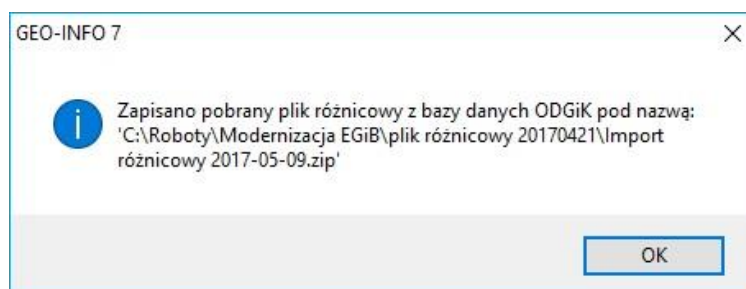 GEO-INFO 7
Zapisano pobrany plik różnicowy z bazy danych ODGiK pod nazwą:
'C:\Roboty\Modernizacja EGiB\plik różnicowy 20170421\Import
różnicowy 2017-05-09.zip'
OK